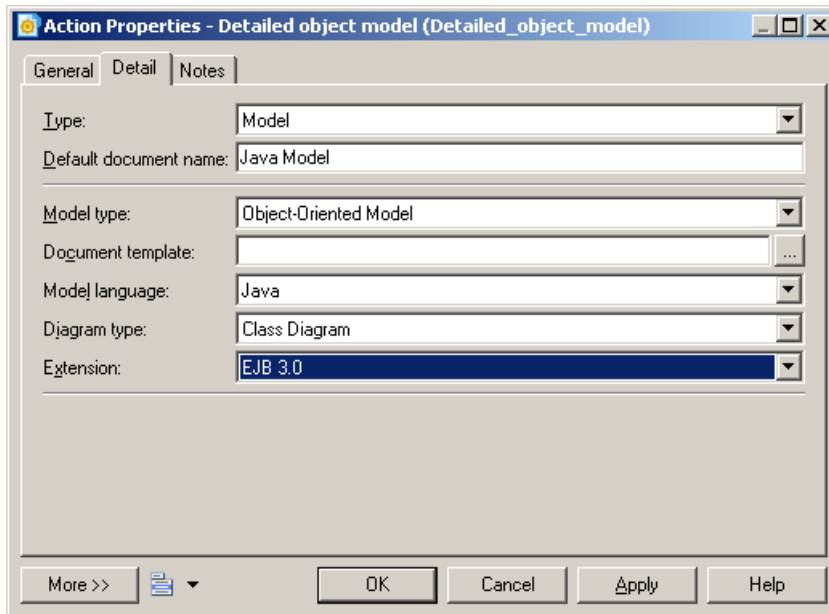 Action Properties - Detailed object model (Detailed_object_model)
General Detail Notes
Type: Model
Default document name: Java Model
Model type: Object-Oriented Model
Document template: ...
Model language: Java
Diagram type: Class Diagram
Extension: EJB 3.0
More >> OK Cancel Apply Help